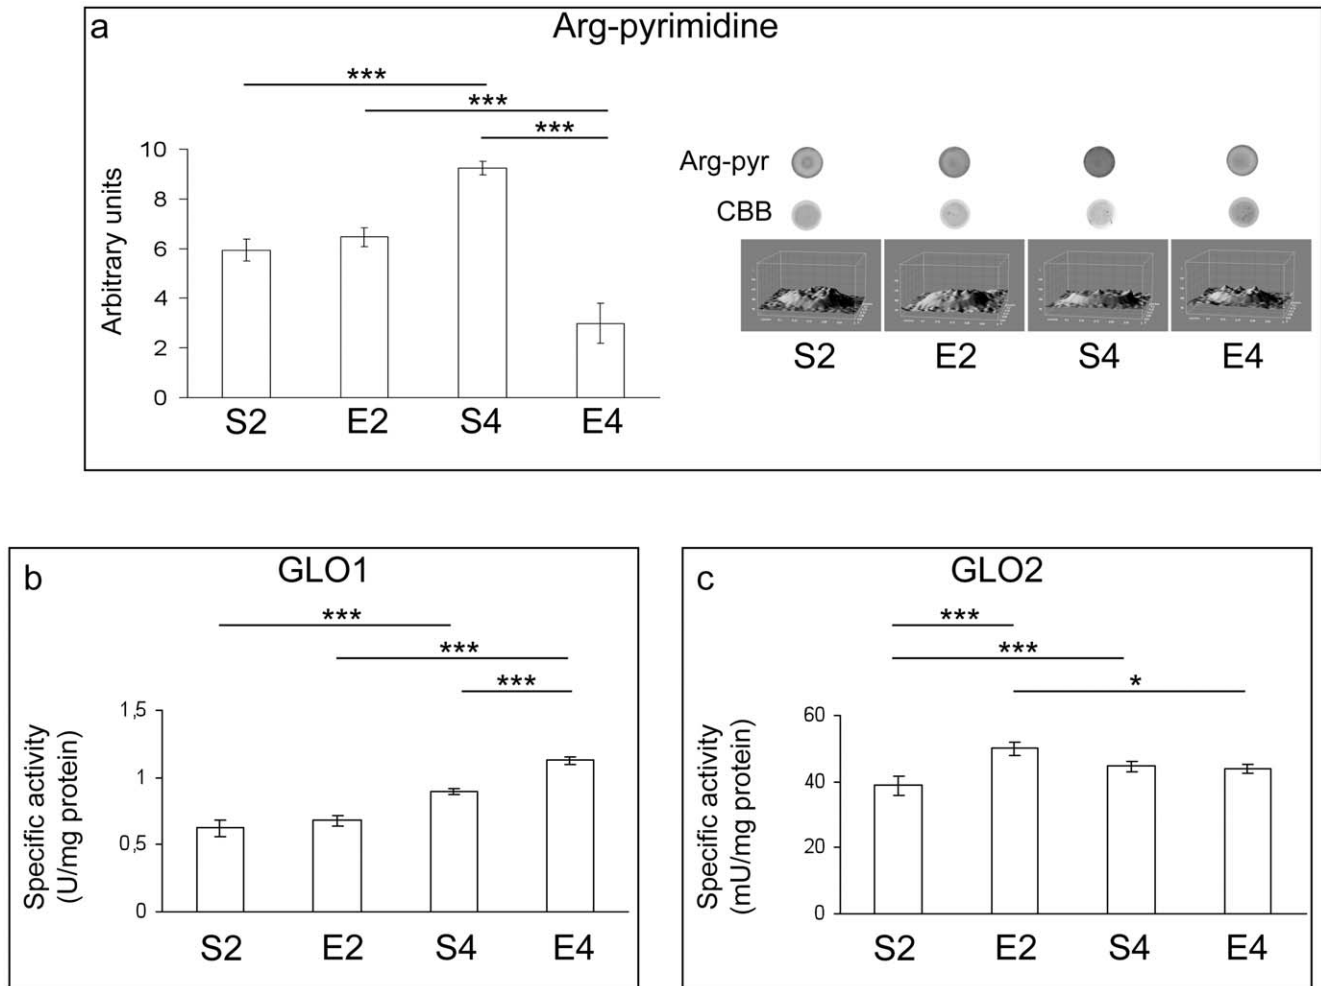 a
Arg-pyrimidine
***
***
***
Arbitrary units
10
8
6
4
2
0
S2 E2 S4 E4
Arg-pyr
CBB
S2 E2 S4 E4
b
GLO1
***
***
***
Specific activity
(U/mg protein)
1,5
1
0,5
0
S2 E2 S4 E4
c
GLO2
***
***
*
Specific activity
(mU/mg protein)
60
40
20
0
S2 E2 S4 E4